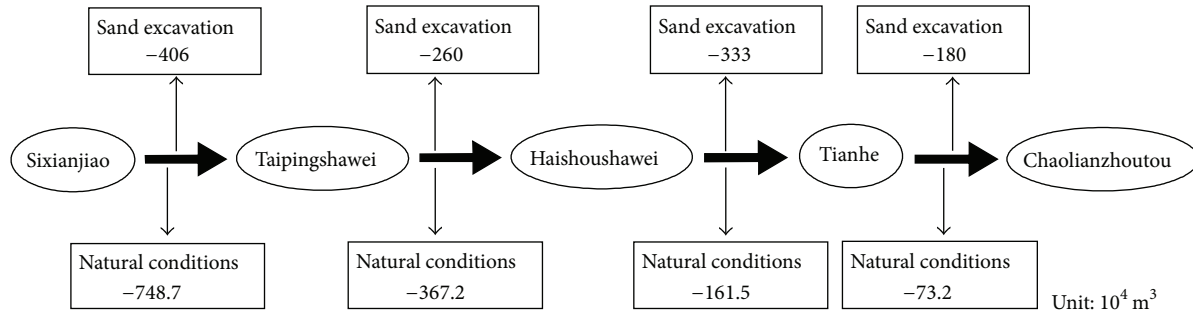 Sand excavation
−406
Sand excavation
−260
Sand excavation
−333
Sand excavation
−180
Sixianjiao
Taipingshawei
Haishoushawei
Tianhe
Chaolianzhoutou
Natural conditions
−748.7
Natural conditions
−367.2
Natural conditions
−161.5
Natural conditions
−73.2
Unit: 10⁴ m³